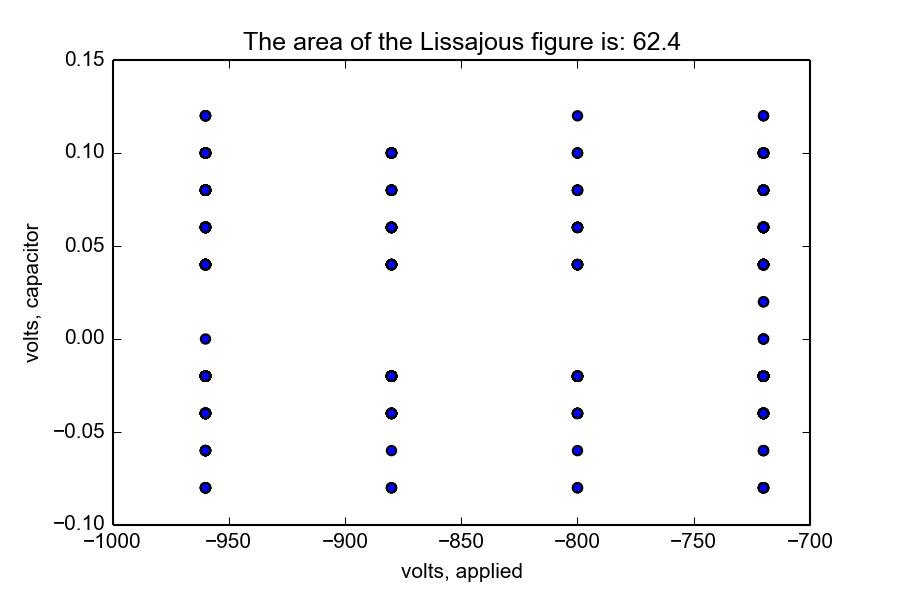 The area of the Lissajous figure is: 62.4
0.15
0.10
0.05
0.00
−0.05
−0.10
volts, capacitor
−1000 −950 −900 −850 −800 −750 −700
volts, applied